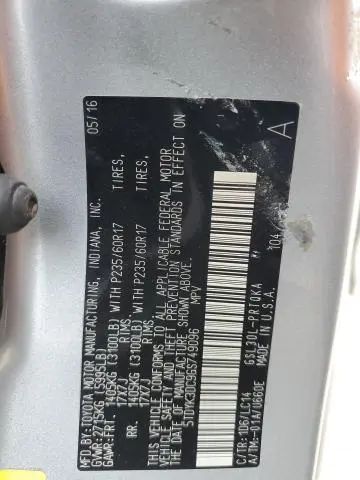 MFD. BY: TOYOTA MOTOR MANUFACTURING, INDIANA, INC. 05/16
GVWR: 2715KG (5995LB)
GAWR: FRT. 1405KG (3100LB) WITH P235/60R17 TIRES,
17X7J RIMS
RR. 1405KG (3100LB) WITH P235/60R17 TIRES,
17X7J RIMS
THIS VEHICLE CONFORMS TO ALL APPLICABLE FEDERAL MOTOR
VEHICLE SAFETY AND THEFT PREVENTION STANDARDS IN EFFECT ON
THE DATE OF MANUFACTURE SHOWN ABOVE.
5TDYK3DC9GS749096 MPV
A
C/TR: 1D6/LC14 GSL30L-PRTQKA
MADE IN U.S.A.